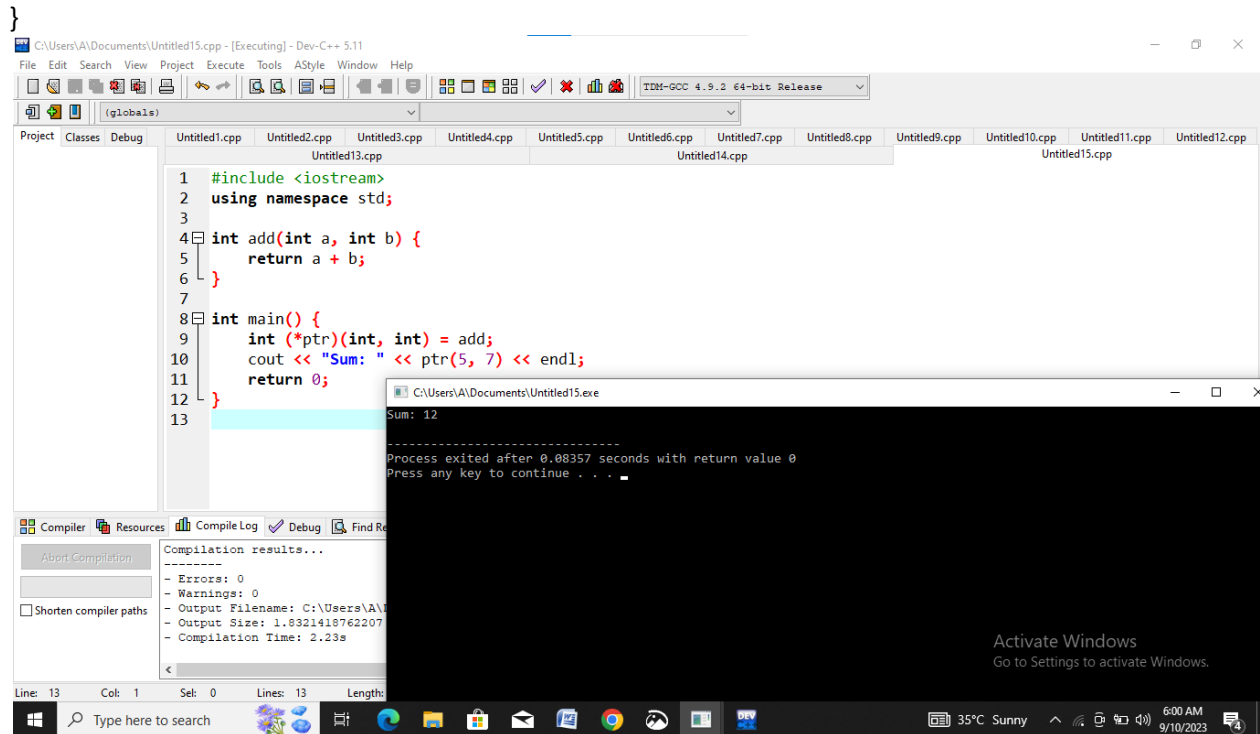 }
C:\Users\A\Documents\Untitled15.cpp - [Executing] - Dev-C++ 5.11
File Edit Search View Project Execute Tools AStyle Window Help
TDM-GCC 4.9.2 64-bit Release
(globals)
Project Classes Debug
Untitled1.cpp Untitled2.cpp Untitled3.cpp Untitled4.cpp Untitled5.cpp Untitled6.cpp Untitled7.cpp Untitled8.cpp Untitled9.cpp Untitled10.cpp Untitled11.cpp Untitled12.cpp
Untitled13.cpp Untitled14.cpp Untitled15.cpp
1 #include <iostream>
2 using namespace std;
3
4 int add(int a, int b) {
5 return a + b;
6 }
7
8 int main() {
9 int (*ptr)(int, int) = add;
10 cout << "Sum: " << ptr(5, 7) << endl;
11 return 0;
12 }
13
C:\Users\A\Documents\Untitled15.exe
Sum: 12
--------------------------------
Process exited after 0.08357 seconds with return value 0
Press any key to continue . . .
Compiler Resources Compile Log Debug Find Re
Abort Compilation
Shorten compiler paths
Compilation results...
--------
- Errors: 0
- Warnings: 0
- Output Filename: C:\Users\A\
- Output Size: 1.8321418762207
- Compilation Time: 2.23s
Activate Windows
Go to Settings to activate Windows.
Line: 13 Col: 1 Sel: 0 Lines: 13 Length:
Type here to search
DEV
35°C Sunny
6:00 AM
9/10/2023
4